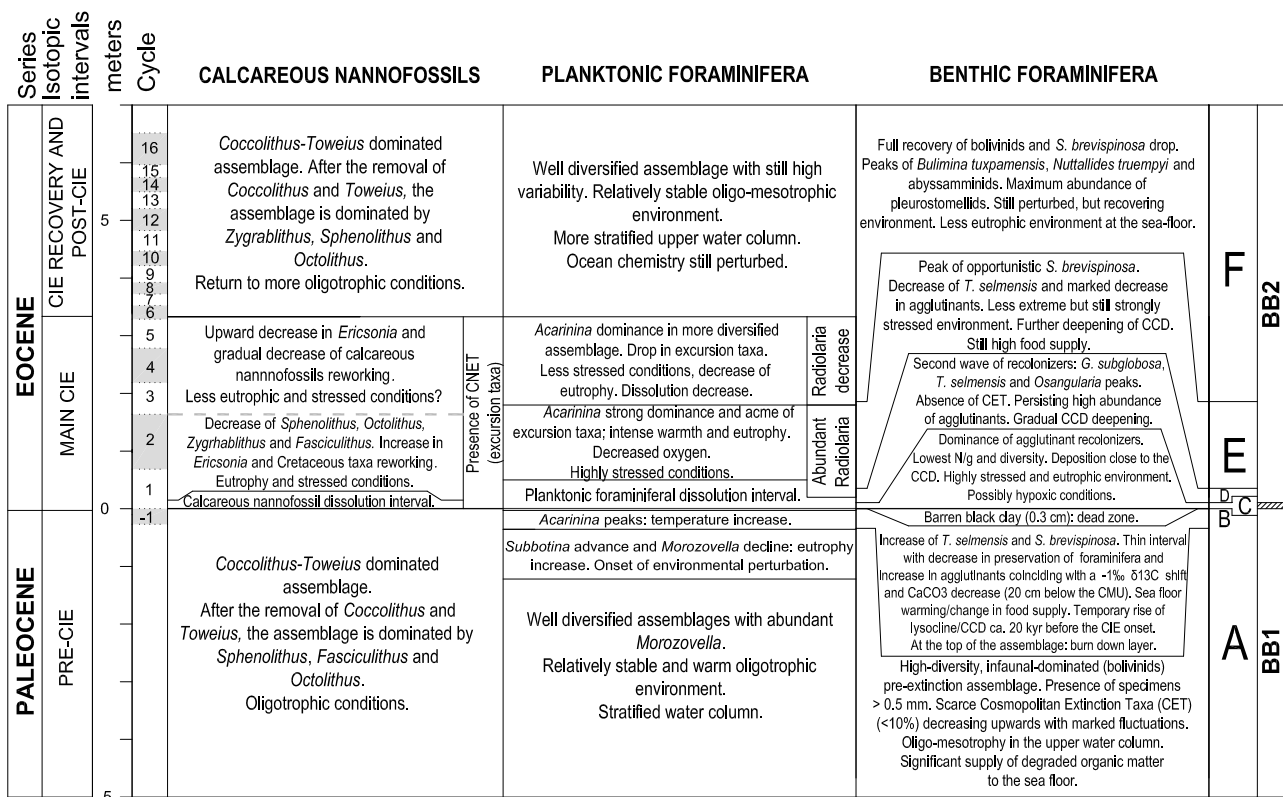 Series
Isotopic
intervals
meters
Cycle
CALCAREOUS NANNOFOSSILS
PLANKTONIC FORAMINIFERA
BENTHIC FORAMINIFERA
EOCENE
CIE RECOVERY AND
POST-CIE
MAIN CIE
PALEOCENE
PRE-CIE
5
0
5
16
15
14
13
12
11
10
9
8
7
6
5
4
3
2
1
-1
Coccolithus-Toweius dominated
assemblage. After the removal of
Coccolithus and Toweius, the
assemblage is dominated by
Zygrablithus, Sphenolithus and
Octolithus.
Return to more oligotrophic conditions.
Upward decrease in Ericsonia and
gradual decrease of calcareous
nannnofossils reworking.
Less eutrophic and stressed conditions?
Decrease of Sphenolithus, Octolithus,
Zygrhablithus and Fasciculithus. Increase in
Ericsonia and Cretaceous taxa reworking.
Eutrophy and stressed conditions.
Calcareous nannofossil dissolution interval.
Presence of CNET
(excursion taxa)
Coccolithus-Toweius dominated
assemblage.
After the removal of Coccolithus and
Toweius, the assemblage is dominated by
Sphenolithus, Fasciculithus and
Octolithus.
Oligotrophic conditions.
Well diversified assemblage with still high
variability. Relatively stable oligo-mesotrophic
environment.
More stratified upper water column.
Ocean chemistry still perturbed.
Acarinina dominance in more diversified
assemblage. Drop in excursion taxa.
Less stressed conditions, decrease
of eutrophy. Dissolution decrease.
Radiolaria
decrease
Acarinina strong dominance and acme of
excursion taxa; intense warmth and eutrophy.
Decreased oxygen.
Highly stressed conditions.
Abundant
Radiolaria
Planktonic foraminiferal dissolution interval.
Acarinina peaks: temperature increase.
Subbotina advance and Morozovella decline: eutrophy
increase. Onset of environmental perturbation.
Well diversified assemblages with abundant
Morozovella.
Relatively stable and warm oligotrophic
environment.
Stratified water column.
Full recovery of bolivinids and S. brevispinosa drop.
Peaks of Bulimina tuxpamensis, Nuttallides truempyi and
abyssamminids. Maximum abundance of
pleurostomellids. Still perturbed, but recovering
environment. Less eutrophic environment at the sea-floor.
Peak of opportunistic S. brevispinosa.
Decrease of T. selmensis and marked decrease
in agglutinants. Less extreme but still strongly
stressed environment. Further deepening of CCD.
Still high food supply.
Second wave of recolonizers: G. subglobosa,
T. selmensis and Osangularia peaks.
Absence of CET. Persisting high abundance
of agglutinants. Gradual CCD deepening.
Dominance of agglutinant recolonizers.
Lowest N/g and diversity. Deposition close to the
CCD. Highly stressed and eutrophic environment.
Possibly hypoxic conditions.
Barren black clay (0.3 cm): dead zone.
Increase of T. selmensis and S. brevispinosa. Thin interval
with decrease in preservation of foraminifera and
increase in agglutinants coinciding with a -1‰ δ13C shift
and CaCO3 decrease (20 cm below the CMU). Sea floor
warming/change in food supply. Temporary rise of
lysocline/CCD ca. 20 kyr before the CIE onset.
At the top of the assemblage: burn down layer.
High-diversity, infaunal-dominated (bolivinids)
pre-extinction assemblage. Presence of specimens
> 0.5 mm. Scarce Cosmopolitan Extinction Taxa (CET)
(<10%) decreasing upwards with marked fluctuations.
Oligo-mesotrophy in the upper water column.
Significant supply of degraded organic matter
to the sea floor.
F
E
D
C
B
A
BB2
BB1